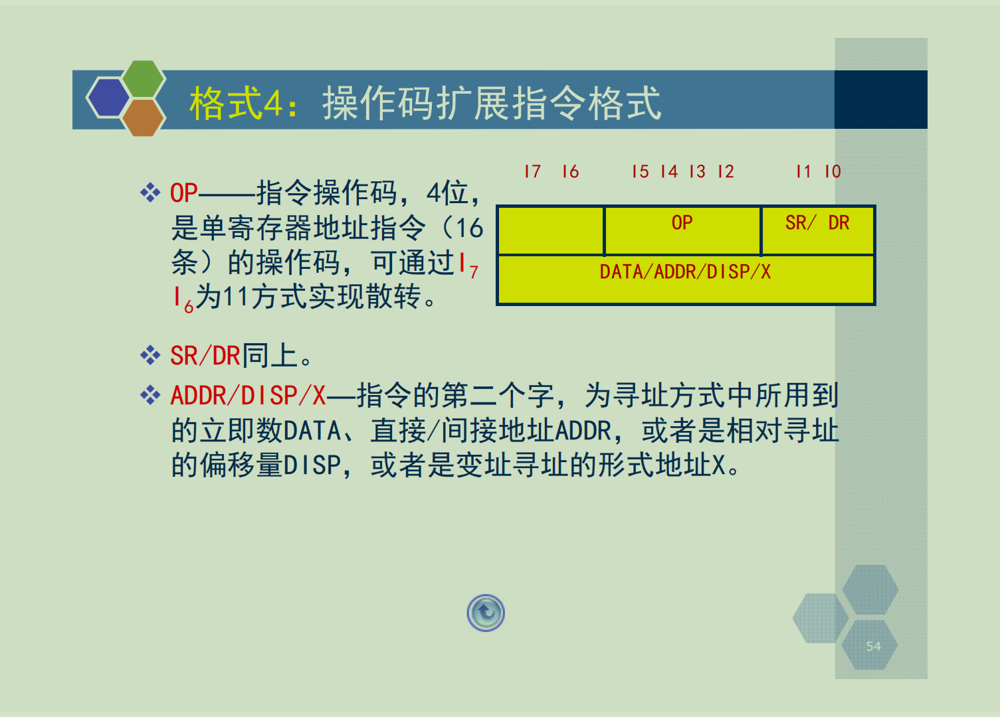 格式4：操作码扩展指令格式
I7 I6 I5 I4 I3 I2 I1 I0
OP SR/ DR
DATA/ADDR/DISP/X
OP——指令操作码，4位，
是单寄存器地址指令（16
条）的操作码，可通过I7
I6为11方式实现散转。
SR/DR同上。
ADDR/DISP/X—指令的第二个字，为寻址方式中所用到
的立即数DATA、直接/间接地址ADDR，或者是相对寻址
的偏移量DISP，或者是变址寻址的形式地址X。
54